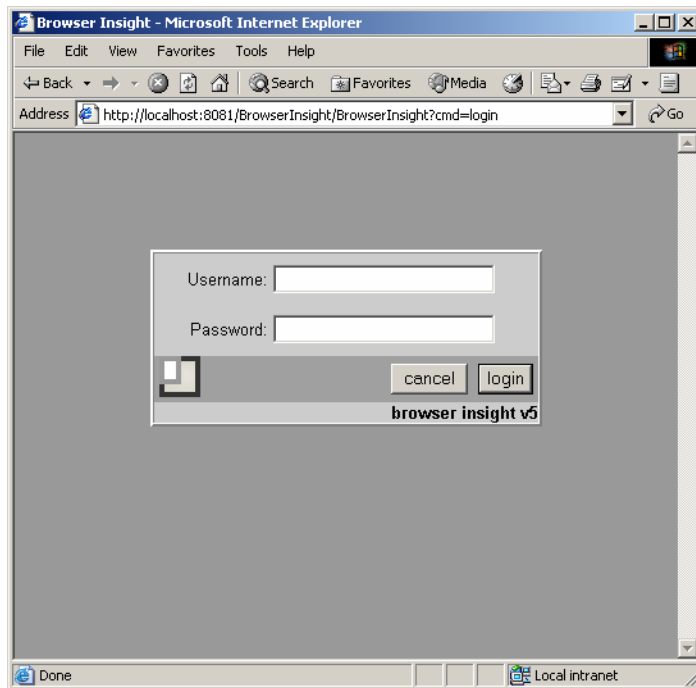 Browser Insight - Microsoft Internet Explorer
File Edit View Favorites Tools Help
Back Search Favorites Media
Address http://localhost:8081/BrowserInsight/BrowserInsight?cmd=login Go
Username:
Password:
cancel login
browser insight v5
Done Local intranet